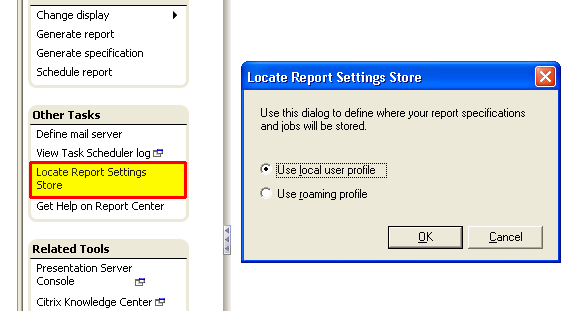 Change display
Generate report
Generate specification
Schedule report
Other Tasks
Define mail server
View Task Scheduler log
Locate Report Settings
Store
Get Help on Report Center
Related Tools
Presentation Server
Console
Citrix Knowledge Center
Locate Report Settings Store
Use this dialog to define where your report specifications
and jobs will be stored.
Use local user profile
Use roaming profile
OK Cancel